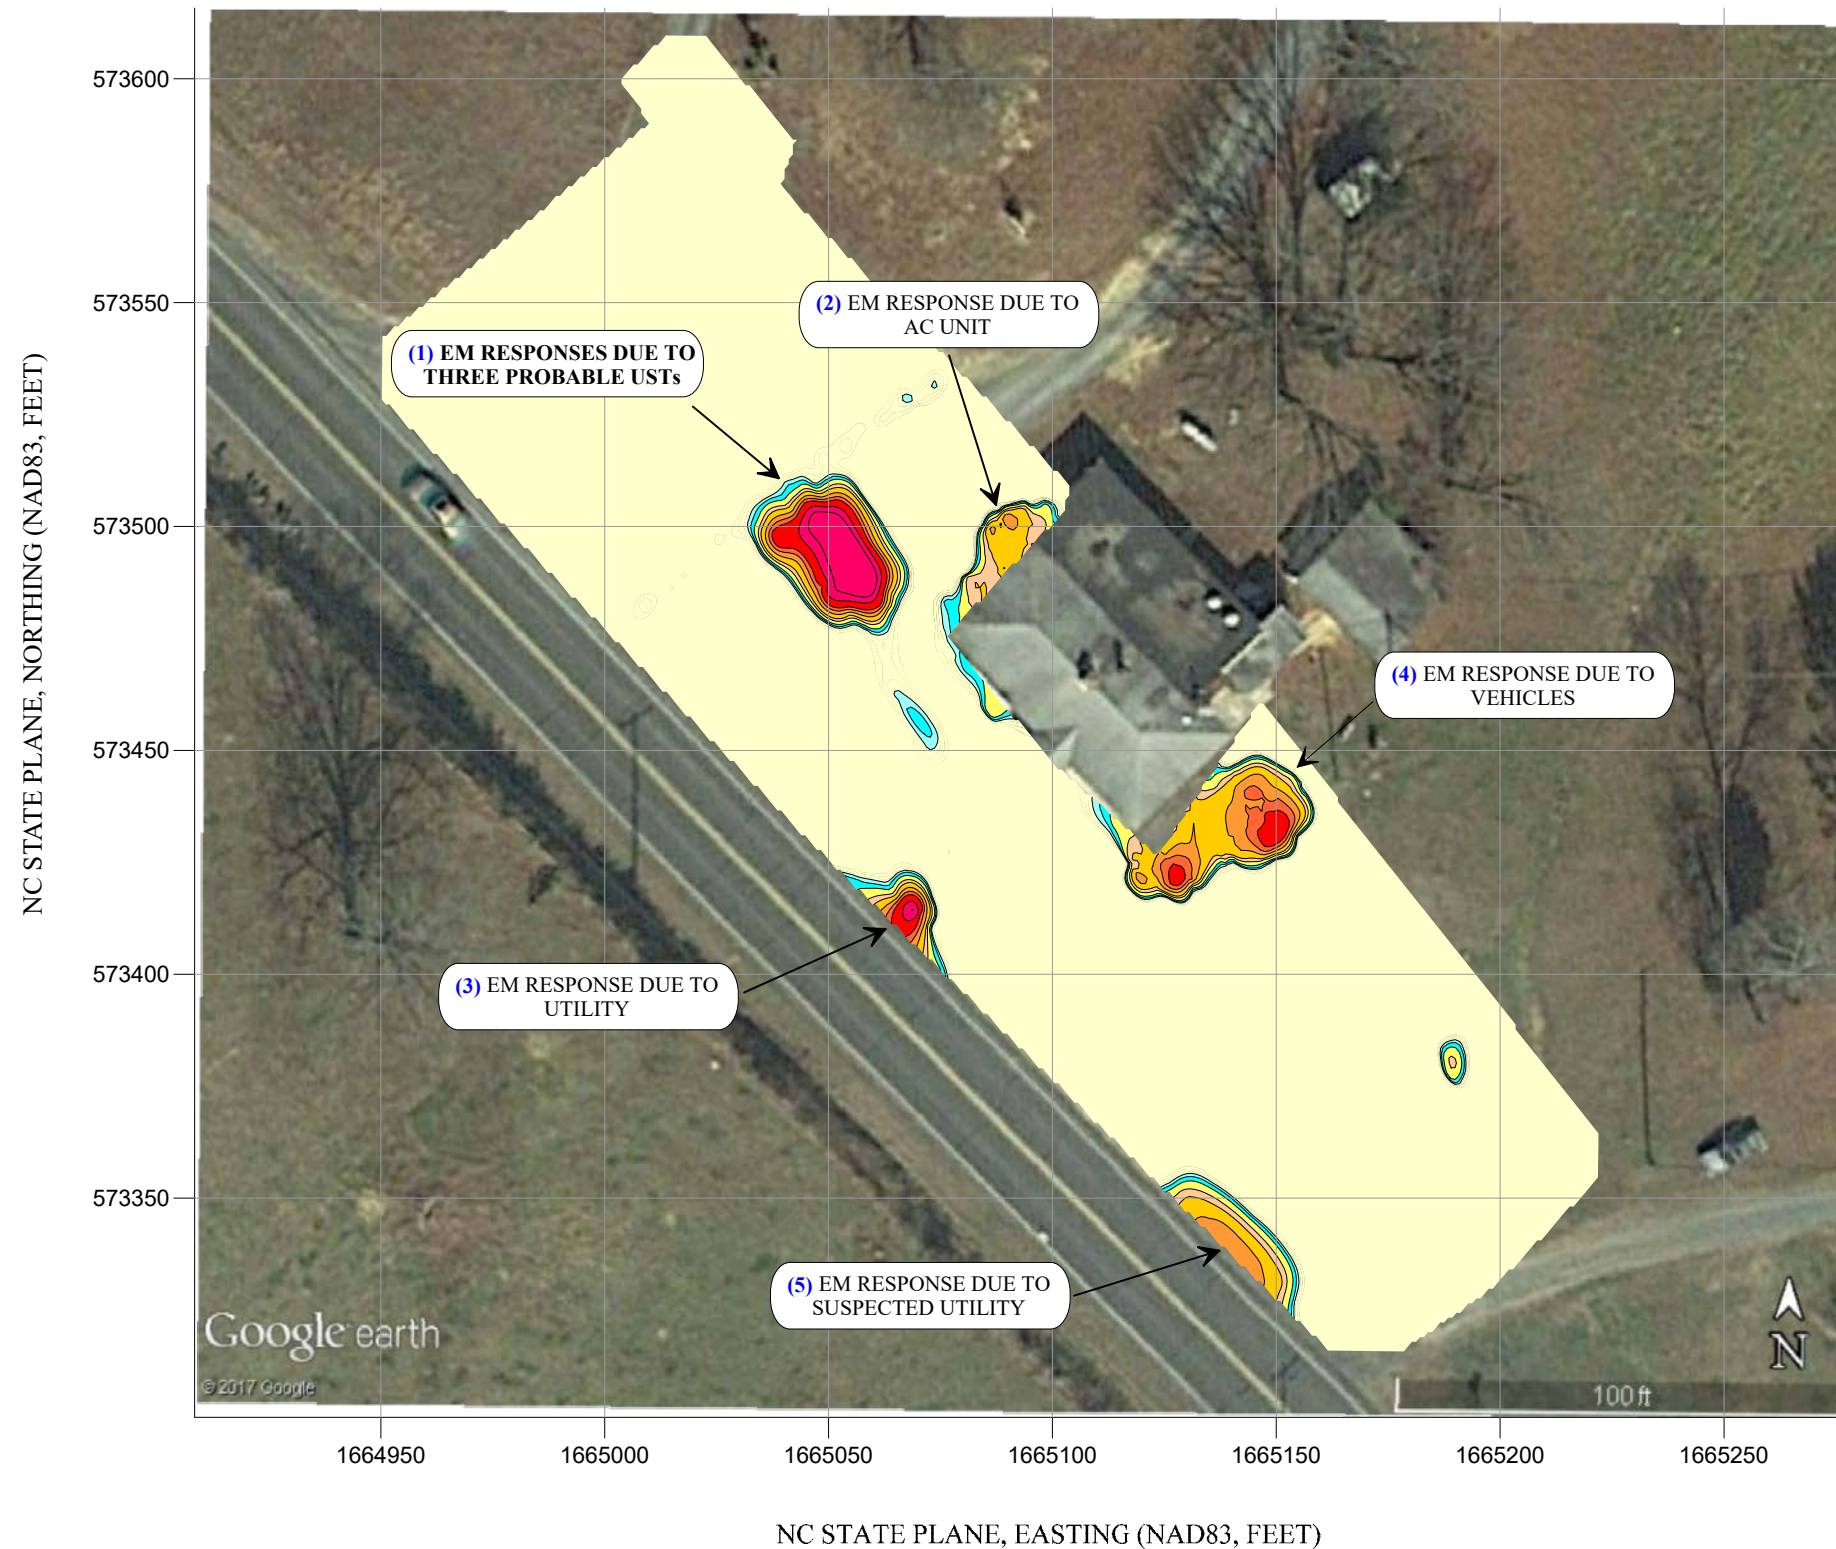 573600
573550
573500
573450
573400
573350
NC STATE PLANE, NORTHING (NAD83, FEET)
(2) EM RESPONSE DUE TO
AC UNIT
(1) EM RESPONSES DUE TO
THREE PROBABLE USTs
(4) EM RESPONSE DUE TO
VEHICLES
(3) EM RESPONSE DUE TO
UTILITY
(5) EM RESPONSE DUE TO
SUSPECTED UTILITY
Google earth
© 2017 Google
N
100 ft
1664950
1665000
1665050
1665100
1665150
1665200
1665250
NC STATE PLANE, EASTING (NAD83, FEET)